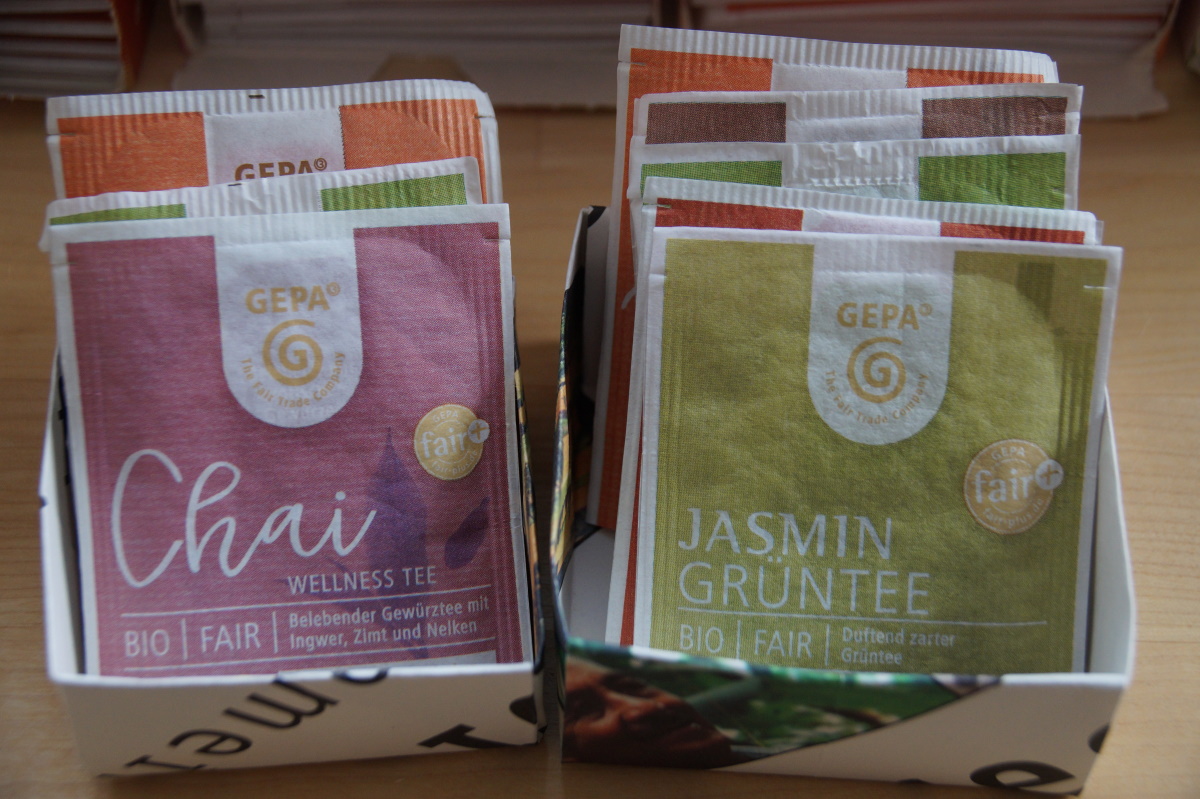 GEPA
GEPA
The Fair Trade Company
GEPA
fair+
Chai
WELLNESS TEE
BIO | FAIR | Belebender Gewürztee mit
Ingwer, Zimt und Nelken
GEPA
The Fair Trade Company
GEPA
fair+
JASMIN
GRÜNTEE
BIO | FAIR | Duftend zarter
Grüntee